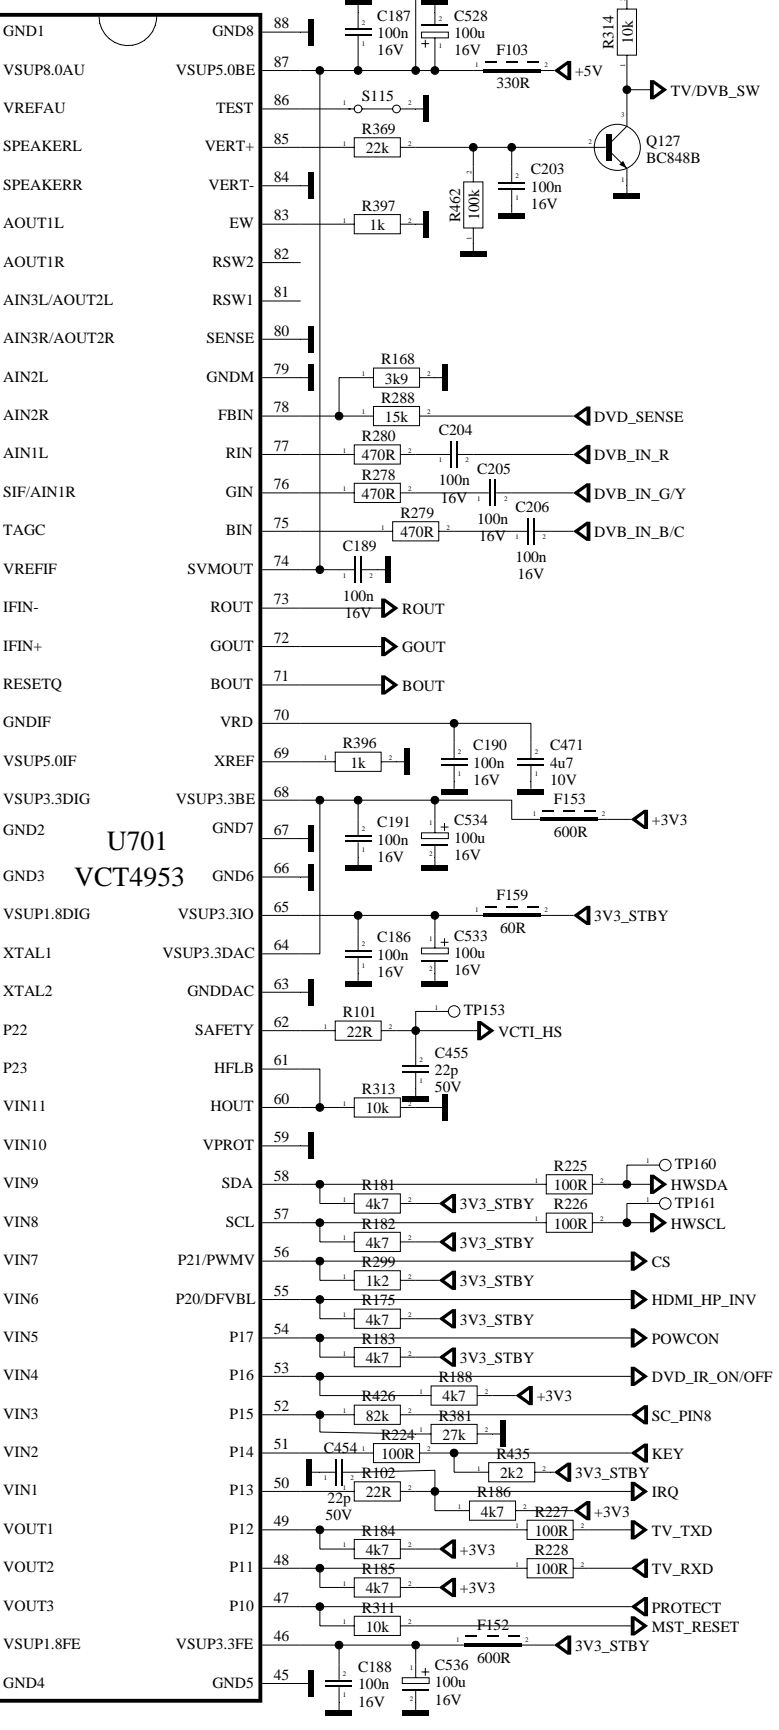 C187 C528 R314
GND1 GND8 88 100n 100u 10k
16V 16V F103
VSUP8.0AU VSUP5.0BE 87 +5V
330R
TV/DVB_SW
VREFAU TEST 86 S115
R369
SPEAKERL VERT+ 85 22k Q127
BC848B
C203
SPEAKERR VERT- 84 100n
R462 100k 16V
R397
AOUT1L EW 83 1k
AOUT1R RSW2 82
AIN3L/AOUT2L RSW1 81
AIN3R/AOUT2R SENSE 80
R168
AIN2L GNDM 79 3k9
R288
AIN2R FBIN 78 15k DVD_SENSE
R280 C204
AIN1L RIN 77 470R DVB_IN_R
R278 100n C205
SIF/AIN1R GIN 76 470R 16V DVB_IN_G/Y
R279 100n C206
TAGC BIN 75 470R 16V DVB_IN_B/C
C189 100n
VREFIF SVMOUT 74 16V
100n
IFIN- ROUT 73 16V ROUT
IFIN+ GOUT 72 GOUT
RESETQ BOUT 71 BOUT
GNDIF VRD 70
R396 C190 C471
VSUP5.0IF XREF 69 1k 100n 4u7
16V 10V
VSUP3.3DIG VSUP3.3BE 68 F153
+3V3
C191 C534 600R
GND2 GND7 67 100n 100u
U701 16V 16V
VCT4953
GND3 GND6 66
F159
VSUP1.8DIG VSUP3.3IO 65 3V3_STBY
60R
C186 C533
XTAL1 VSUP3.3DAC 64 100n 100u
16V 16V
XTAL2 GNDDAC 63
R101 TP153
P22 SAFETY 62 22R VCTI_HS
C455
P23 HFLB 61 22p
R313 50V
VIN11 HOUT 60 10k
VIN10 VPROT 59
R225 TP160
VIN9 SDA 58 100R HWSDA
R181
4k7 3V3_STBY
R226 TP161
VIN8 SCL 57 100R HWSCL
R182
4k7 3V3_STBY
VIN7 P21/PWMV 56 CS
R299
1k2 3V3_STBY
VIN6 P20/DFVBL 55 HDMI_HP_INV
R175
4k7 3V3_STBY
VIN5 P17 54 POWCON
R183
4k7 3V3_STBY
VIN4 P16 53 DVD_IR_ON/OFF
R188
4k7 +3V3
R426
VIN3 P15 52 82k SC_PIN8
R381
27k
R224
VIN2 P14 51 100R KEY
C454 R435
2k2 3V3_STBY
R102
VIN1 P13 50 22p 22R IRQ
50V R186
4k7 +3V3
R227
VOUT1 P12 49 100R TV_TXD
R184
4k7 +3V3
R228
VOUT2 P11 48 100R TV_RXD
R185
4k7 +3V3
VOUT3 P10 47 PROTECT
R311
10k MST_RESET
F152
VSUP1.8FE VSUP3.3FE 46 3V3_STBY
600R
C188 C536
GND4 GND5 45 100n 100u
16V 16V